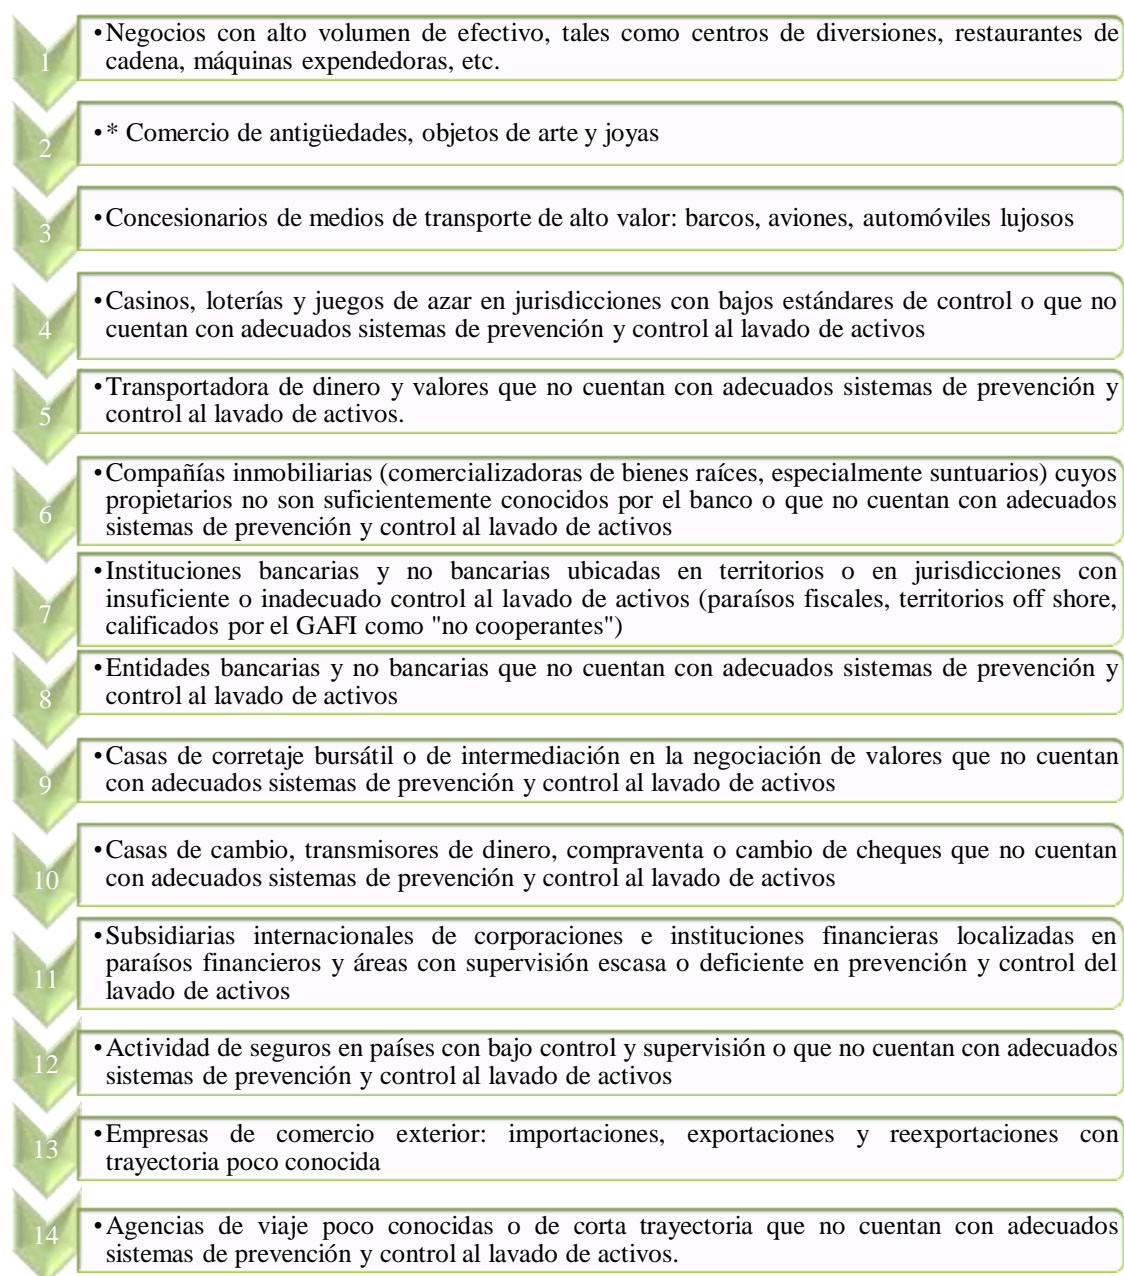 1
•Negocios con alto volumen de efectivo, tales como centros de diversiones, restaurantes de
cadena, máquinas expendedoras, etc.
2
•* Comercio de antigüedades, objetos de arte y joyas
3
•Concesionarios de medios de transporte de alto valor: barcos, aviones, automóviles lujosos
4
•Casinos, loterías y juegos de azar en jurisdicciones con bajos estándares de control o que no
cuentan con adecuados sistemas de prevención y control al lavado de activos
5
•Transportadora de dinero y valores que no cuentan con adecuados sistemas de prevención y
control al lavado de activos.
6
•Compañías inmobiliarias (comercializadoras de bienes raíces, especialmente suntuarios) cuyos
propietarios no son suficientemente conocidos por el banco o que no cuentan con adecuados
sistemas de prevención y control al lavado de activos
7
•Instituciones bancarias y no bancarias ubicadas en territorios o en jurisdicciones con
insuficiente o inadecuado control al lavado de activos (paraísos fiscales, territorios off shore,
calificados por el GAFI como "no cooperantes")
8
•Entidades bancarias y no bancarias que no cuentan con adecuados sistemas de prevención y
control al lavado de activos
9
•Casas de corretaje bursátil o de intermediación en la negociación de valores que no cuentan
con adecuados sistemas de prevención y control al lavado de activos
10
•Casas de cambio, transmisores de dinero, compraventa o cambio de cheques que no cuentan
con adecuados sistemas de prevención y control al lavado de activos
11
•Subsidiarias internacionales de corporaciones e instituciones financieras localizadas en
paraísos financieros y áreas con supervisión escasa o deficiente en prevención y control del
lavado de activos
12
•Actividad de seguros en países con bajo control y supervisión o que no cuentan con adecuados
sistemas de prevención y control al lavado de activos
13
•Empresas de comercio exterior: importaciones, exportaciones y reexportaciones con
trayectoria poco conocida
14
•Agencias de viaje poco conocidas o de corta trayectoria que no cuentan con adecuados
sistemas de prevención y control al lavado de activos.